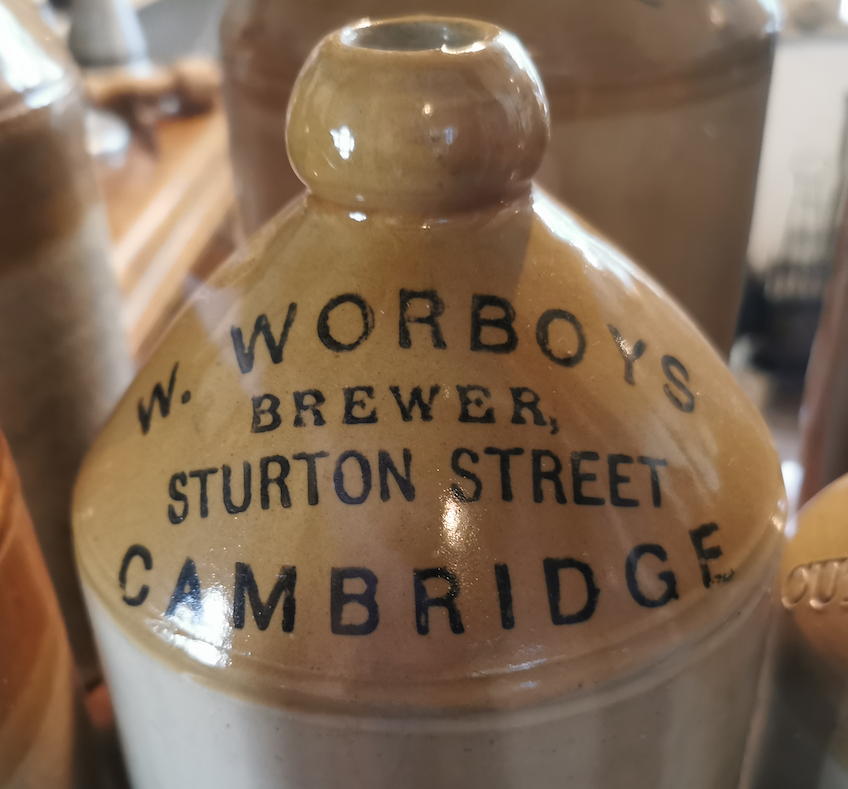 W. WORBOYS
BREWER,
STURTON STREET
CAMBRIDGE